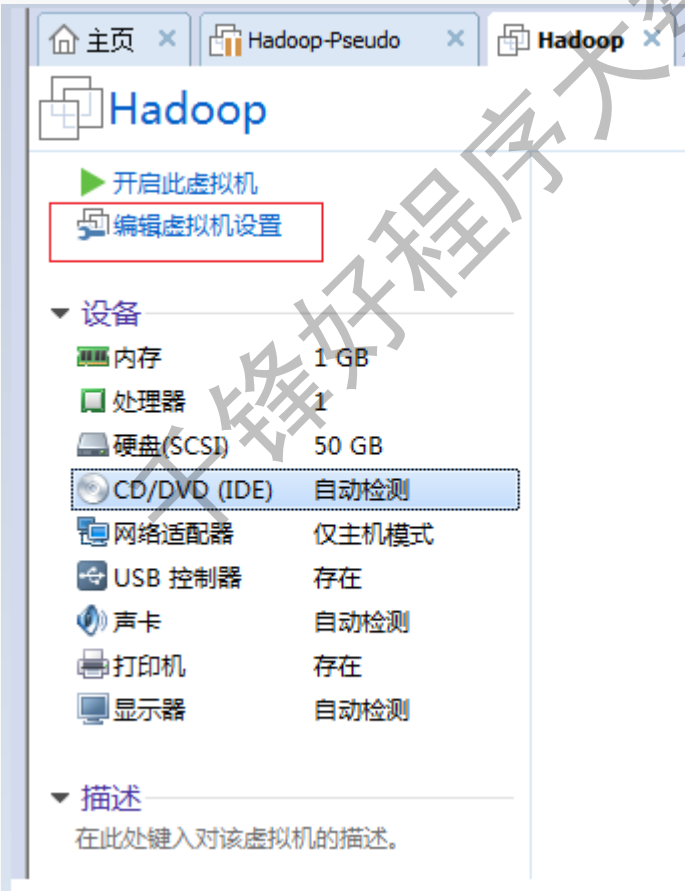 主页 Hadoop-Pseudo Hadoop
Hadoop
开启此虚拟机
编辑虚拟机设置
设备
内存 1 GB
处理器 1
硬盘(SCSI) 50 GB
CD/DVD (IDE) 自动检测
网络适配器 仅主机模式
USB 控制器 存在
声卡 自动检测
打印机 存在
显示器 自动检测
描述
在此处键入对该虚拟机的描述。
千锋好程序大